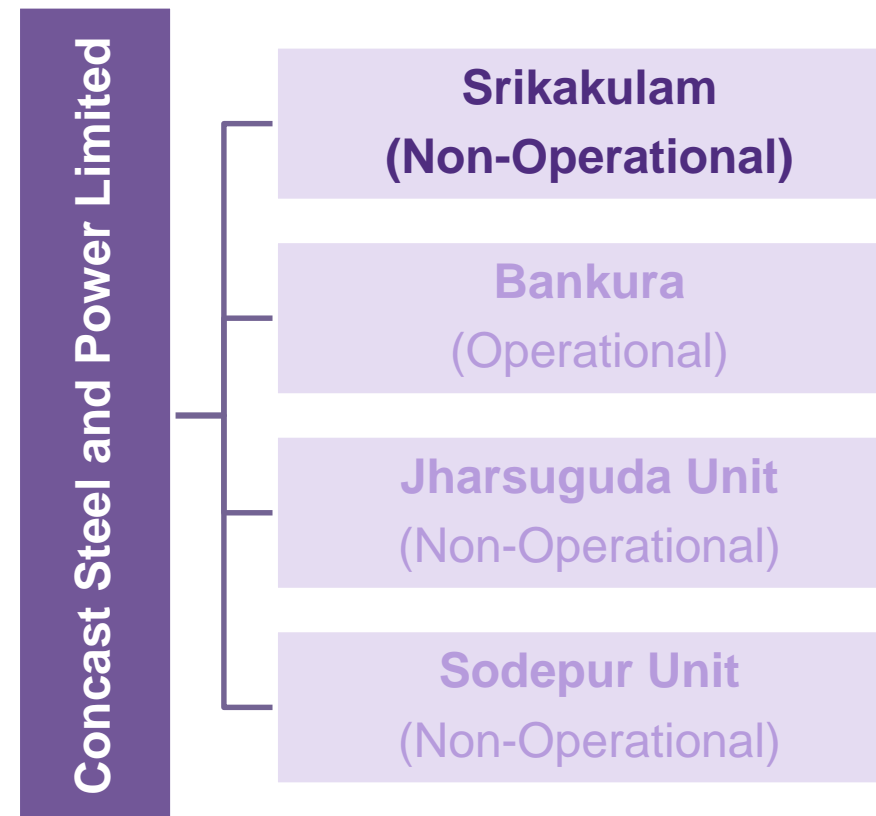 Concast Steel and Power Limited
Srikakulam
(Non-Operational)
Bankura
(Operational)
Jharsuguda Unit
(Non-Operational)
Sodepur Unit
(Non-Operational)